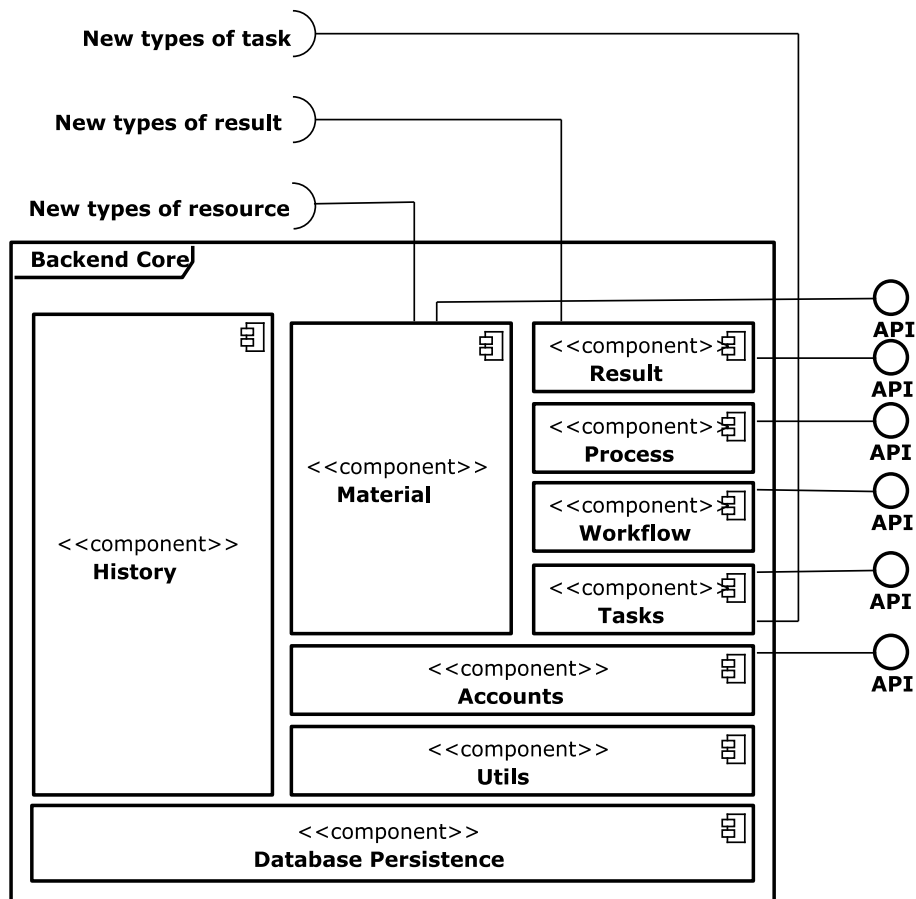 New types of task
New types of result
New types of resource
Backend Core
API
<<component>>
Result
API
<<component>>
Process
API
<<component>>
Material
<<component>>
Workflow
API
<<component>>
History
<<component>>
Tasks
API
<<component>>
Accounts
API
<<component>>
Utils
<<component>>
Database Persistence